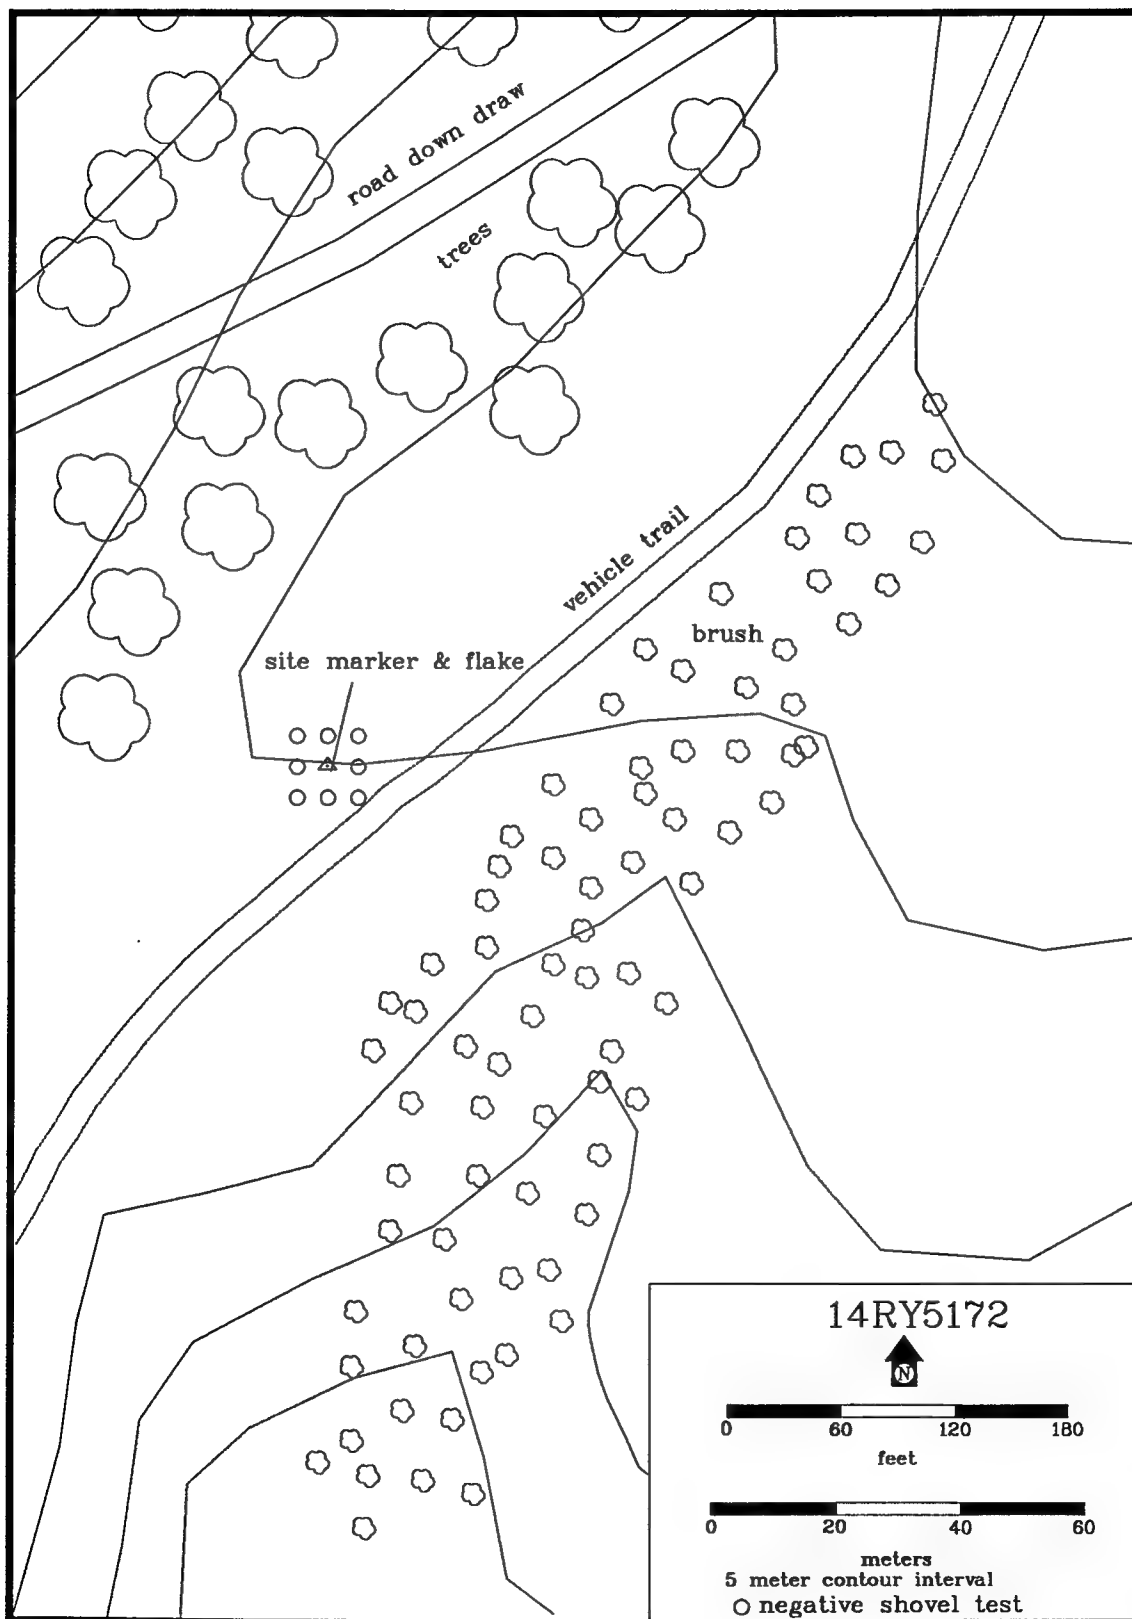 road down draw
trees
vehicle trail
brush
site marker & flake
14RY5172
N
0 60 120 180
feet
0 20 40 60
meters
5 meter contour interval
negative shovel test